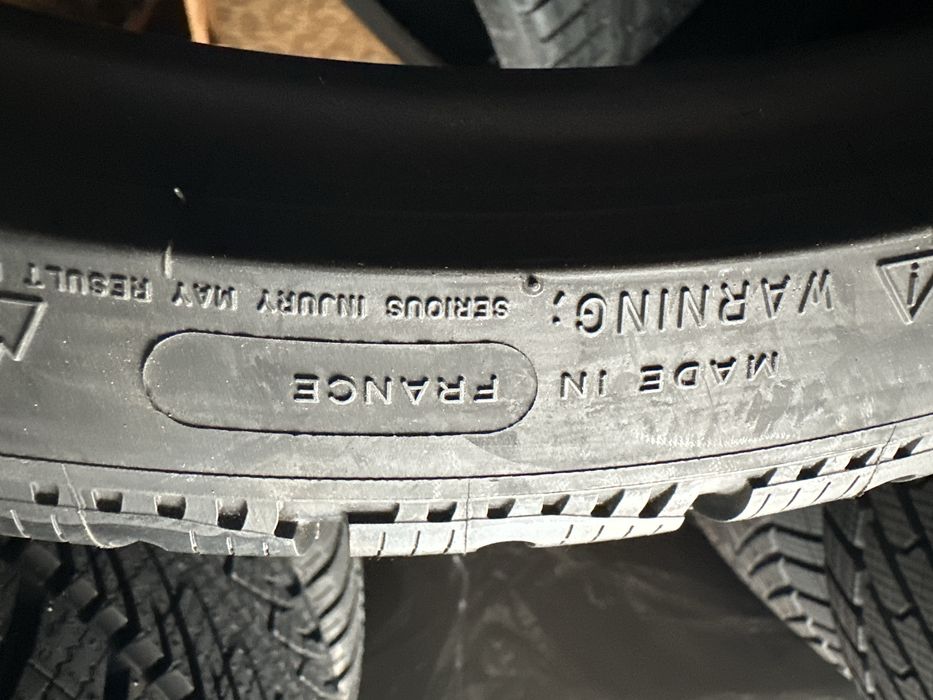 WARNING: SERIOUS INJURY MAY RESULT
MADE IN FRANCE